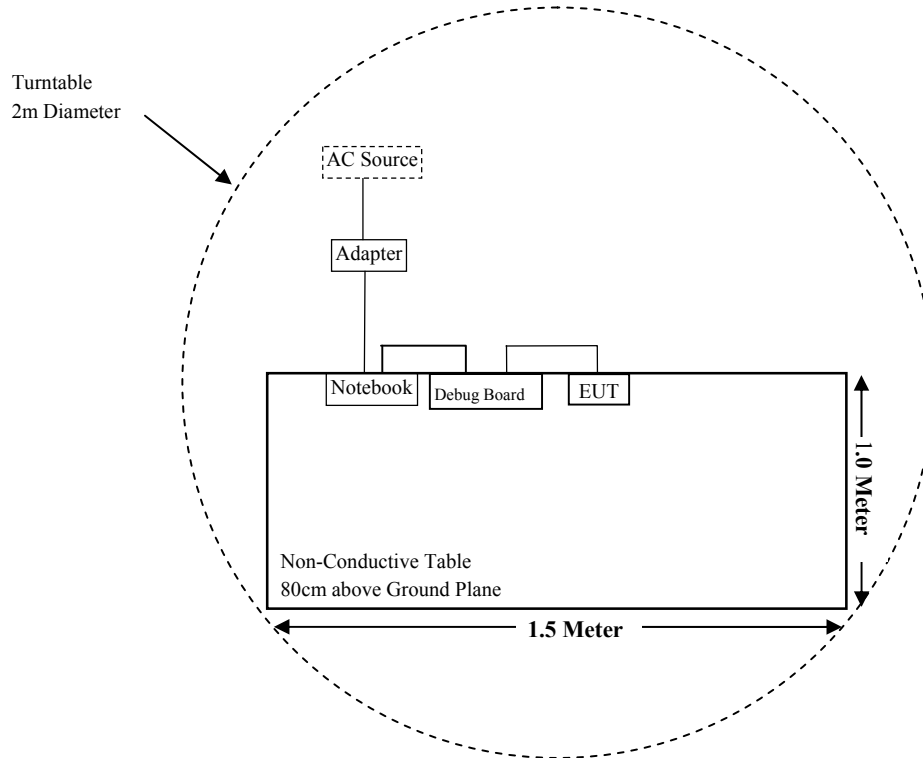 Turntable
2m Diameter
AC Source
Adapter
Notebook
Debug Board
EUT
1.0 Meter
Non-Conductive Table
80cm above Ground Plane
1.5 Meter